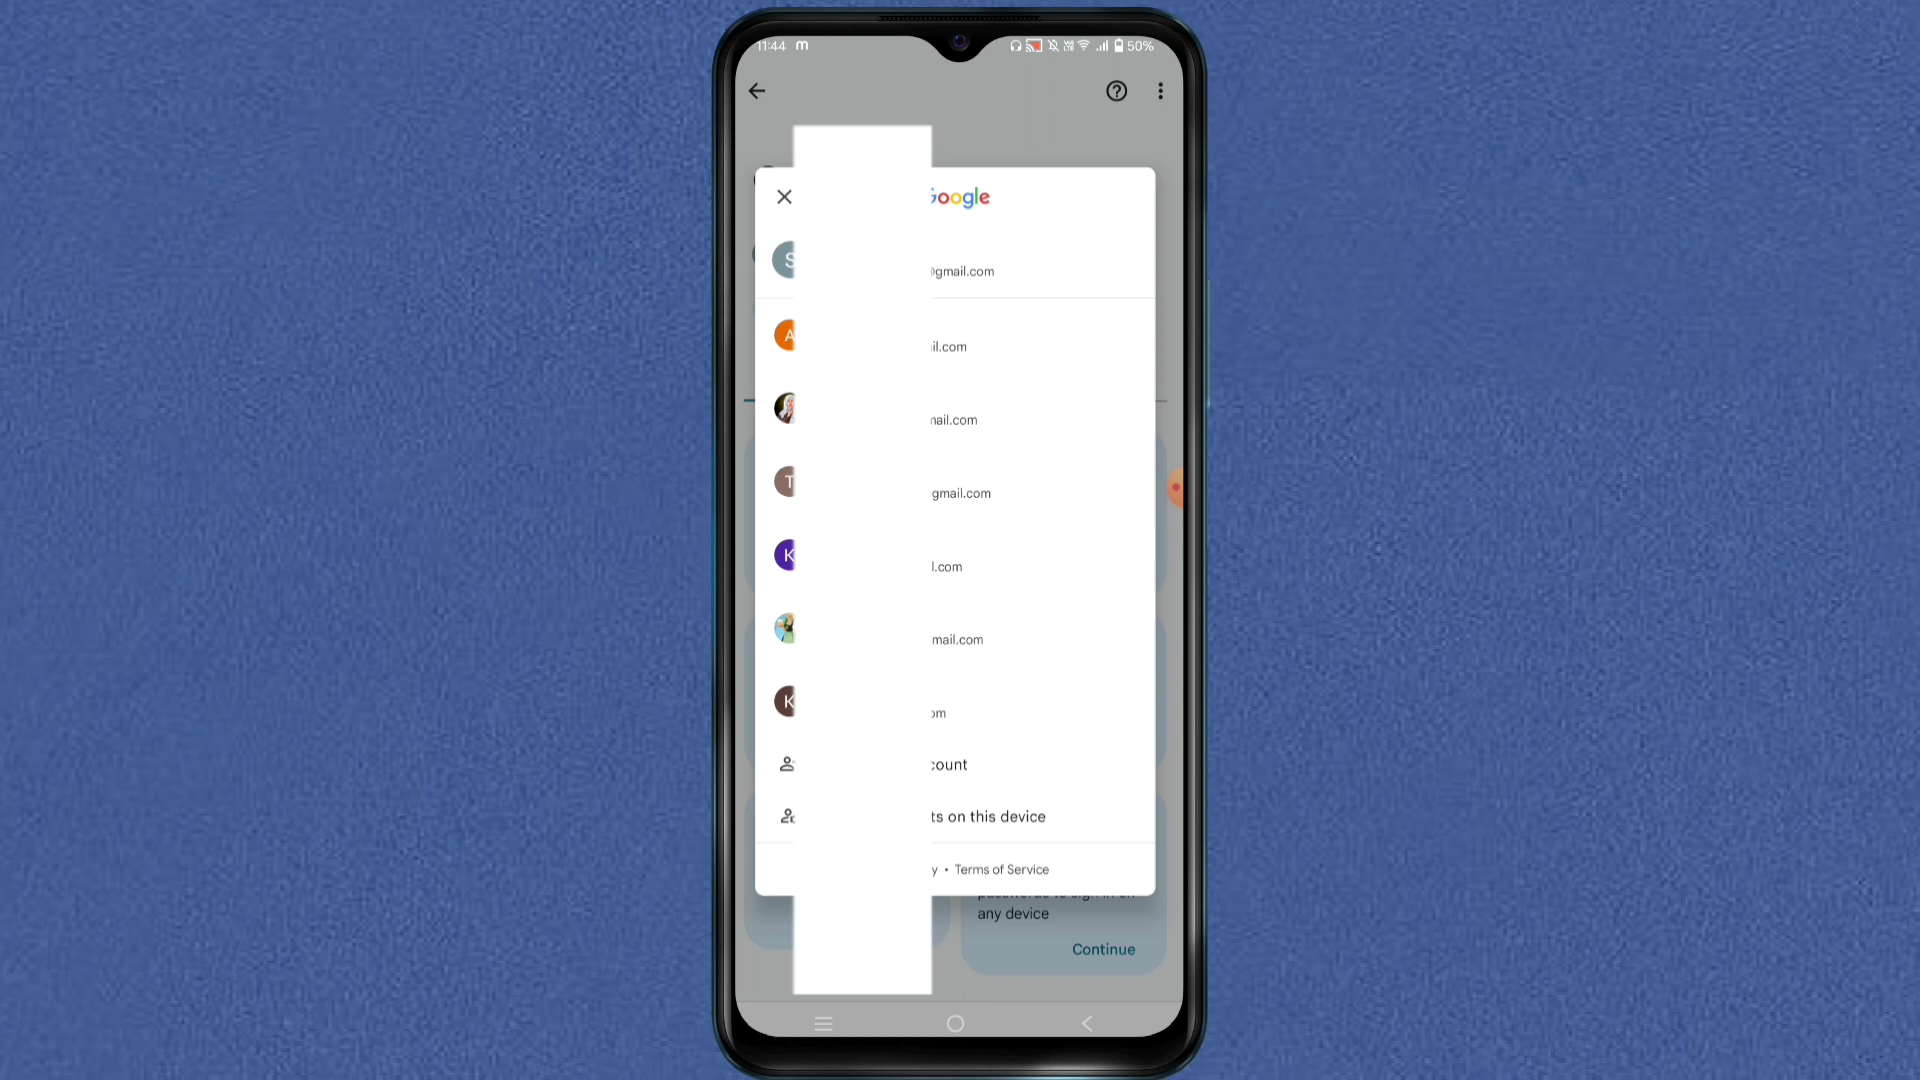 11:44 m 50%
Google
S
@gmail.com
A
il.com
mail.com
T
gmail.com
K
l.com
mail.com
K
om
count
ts on this device
y • Terms of Service
any device
Continue